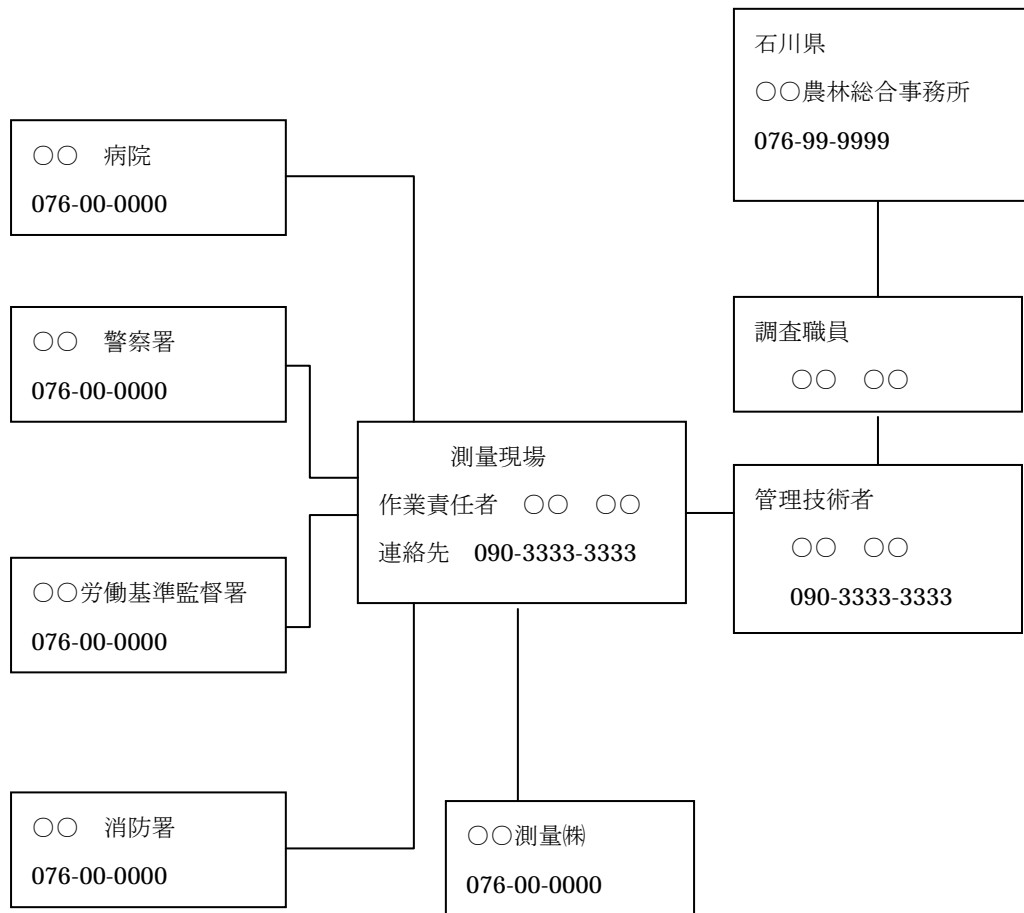 石川県
○○農林総合事務所
076-99-9999
○○　病院
076-00-0000
○○　警察署
076-00-0000
調査職員
○○　○○
測量現場
作業責任者　○○　○○
連絡先　090-3333-3333
管理技術者
○○　○○
090-3333-3333
○○労働基準監督署
076-00-0000
○○　消防署
076-00-0000
○○測量㈱
076-00-0000